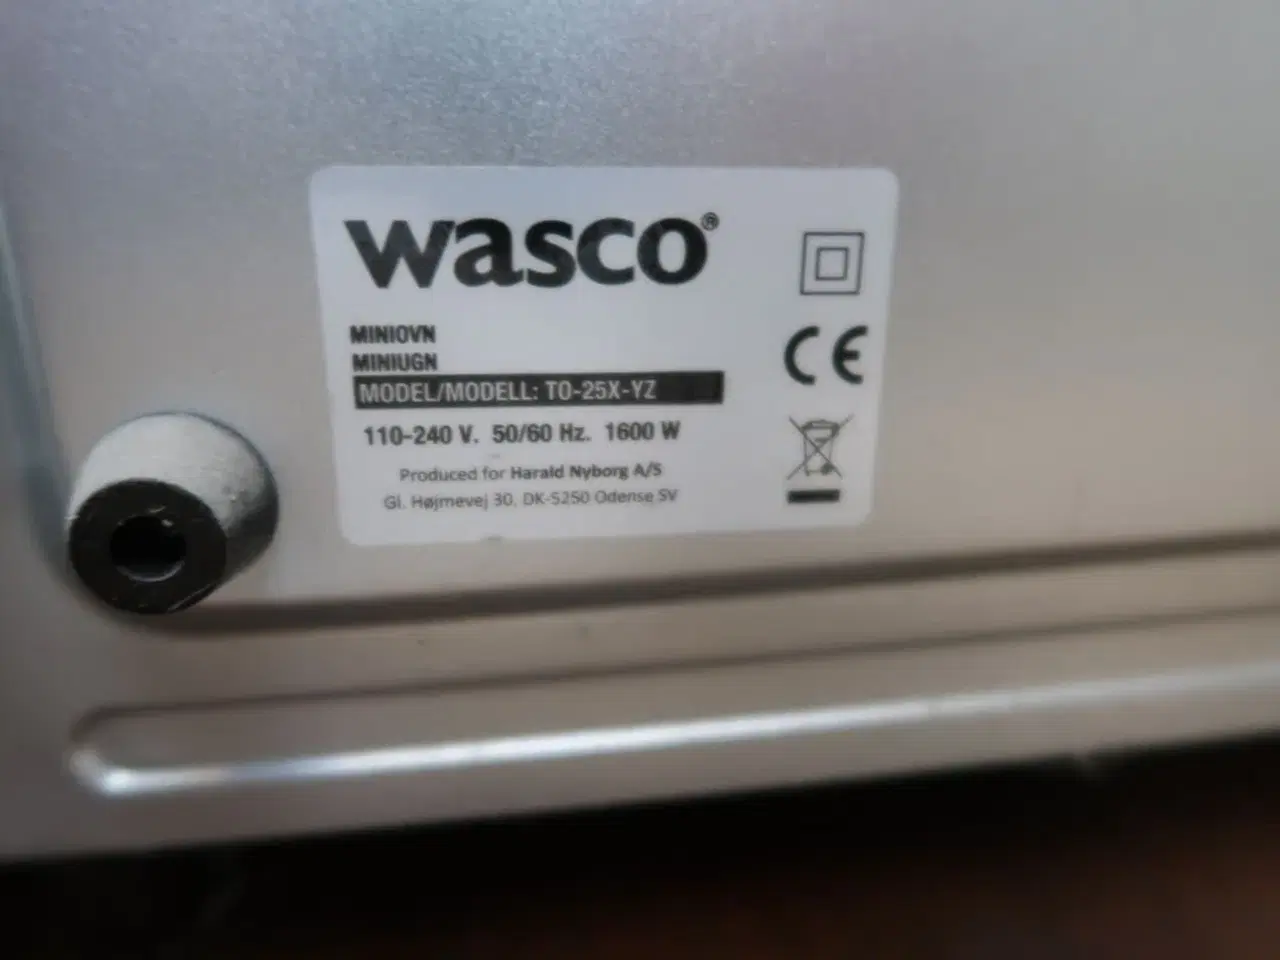 wasco®
MINIOVN
MINIUGN
MODEL/MODELL: TO-25X-YZ
110-240 V. 50/60 Hz. 1600 W
Produced for Harald Nyborg A/S
Gl. Højmevej 30, DK-5250 Odense SV
CE